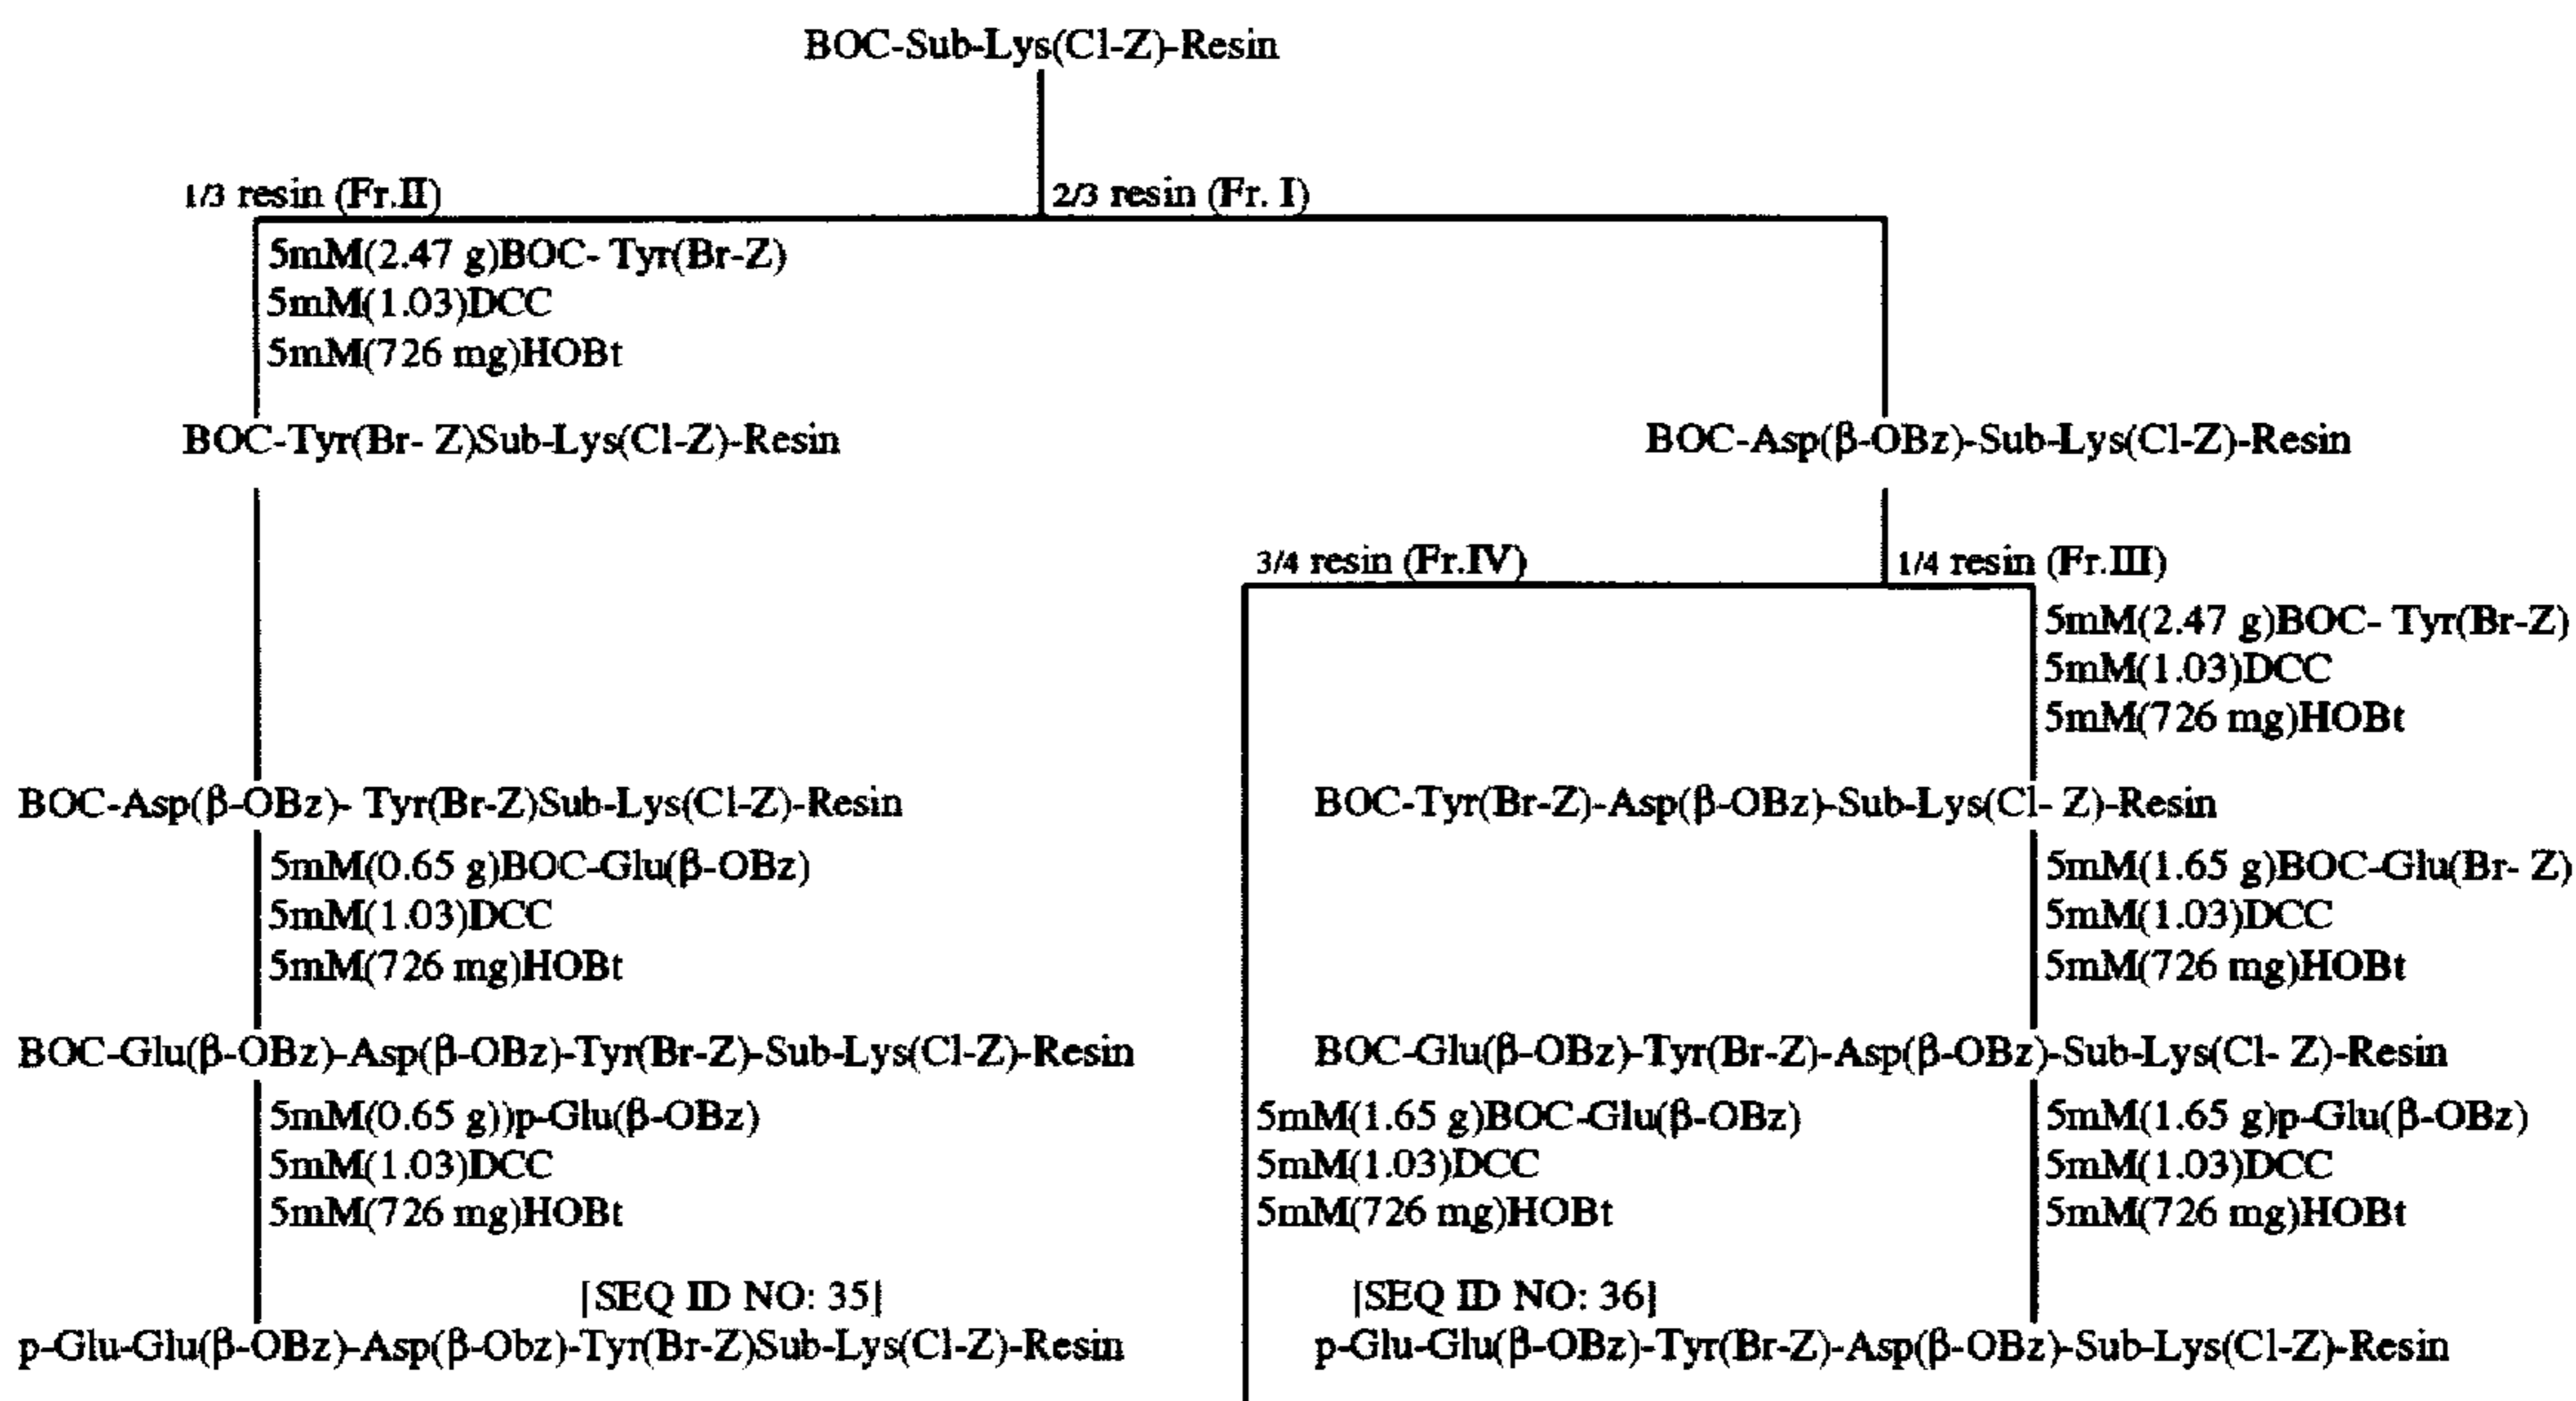 BOC-Sub-Lys(Cl-Z)-Resin
1/3 resin (Fr.II)
2/3 resin (Fr. I)
5mM(2.47 g)BOC- Tyr(Br-Z)
5mM(1.03)DCC
5mM(726 mg)HOBt
BOC-Tyr(Br- Z)Sub-Lys(Cl-Z)-Resin
BOC-Asp(β-OBz)-Sub-Lys(Cl-Z)-Resin
3/4 resin (Fr.IV)
1/4 resin (Fr.III)
5mM(2.47 g)BOC- Tyr(Br-Z)
5mM(1.03)DCC
5mM(726 mg)HOBt
BOC-Asp(β-OBz)- Tyr(Br-Z)Sub-Lys(Cl-Z)-Resin
BOC-Tyr(Br-Z)-Asp(β-OBz)-Sub-Lys(Cl- Z)-Resin
5mM(0.65 g)BOC-Glu(β-OBz)
5mM(1.03)DCC
5mM(726 mg)HOBt
5mM(1.65 g)BOC-Glu(Br- Z)
5mM(1.03)DCC
5mM(726 mg)HOBt
BOC-Glu(β-OBz)-Asp(β-OBz)-Tyr(Br-Z)-Sub-Lys(Cl-Z)-Resin
BOC-Glu(β-OBz)-Tyr(Br-Z)-Asp(β-OBz)-Sub-Lys(Cl- Z)-Resin
5mM(0.65 g))p-Glu(β-OBz)
5mM(1.03)DCC
5mM(726 mg)HOBt
5mM(1.65 g)BOC-Glu(β-OBz)
5mM(1.03)DCC
5mM(726 mg)HOBt
5mM(1.65 g)p-Glu(β-OBz)
5mM(1.03)DCC
5mM(726 mg)HOBt
[SEQ ID NO: 35]
p-Glu-Glu(β-OBz)-Asp(β-Obz)-Tyr(Br-Z)Sub-Lys(Cl-Z)-Resin
[SEQ ID NO: 36]
p-Glu-Glu(β-OBz)-Tyr(Br-Z)-Asp(β-OBz)-Sub-Lys(Cl-Z)-Resin